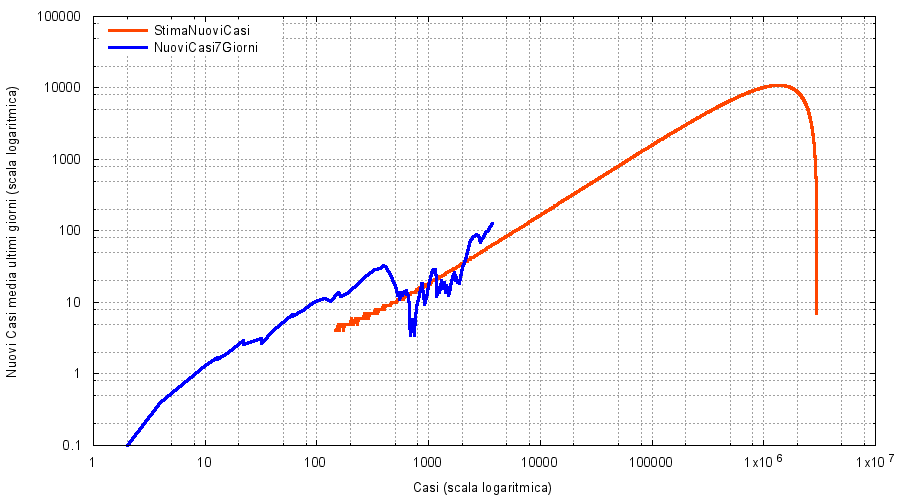 100000
10000
1000
100
10
1
0.1
StimaNuoviCasi
NuoviCasi7Giorni
Nuovi Casi media ultimi giorni (scala logaritmica)
1
10
100
1000
10000
100000
1x10 6
1x10 7
Casi (scala logaritmica)